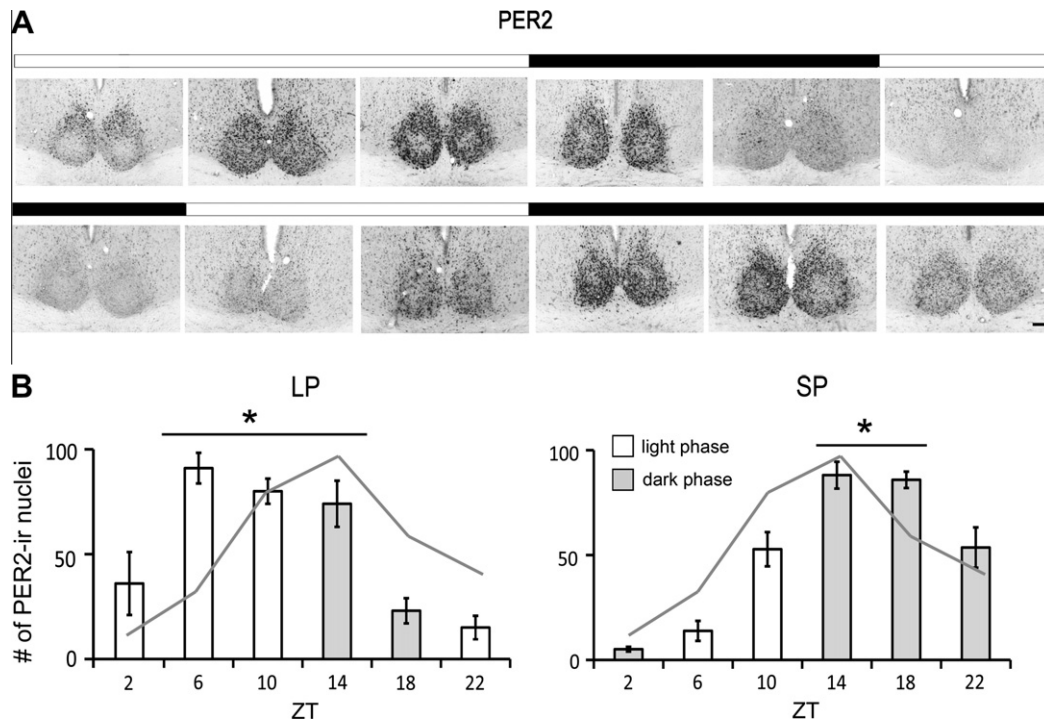 A
PER2
B
LP
SP
*
*
light phase
dark phase
# of PER2-ir nuclei
100
50
0
2 6 10 14 18 22
ZT
100
50
0
2 6 10 14 18 22
ZT